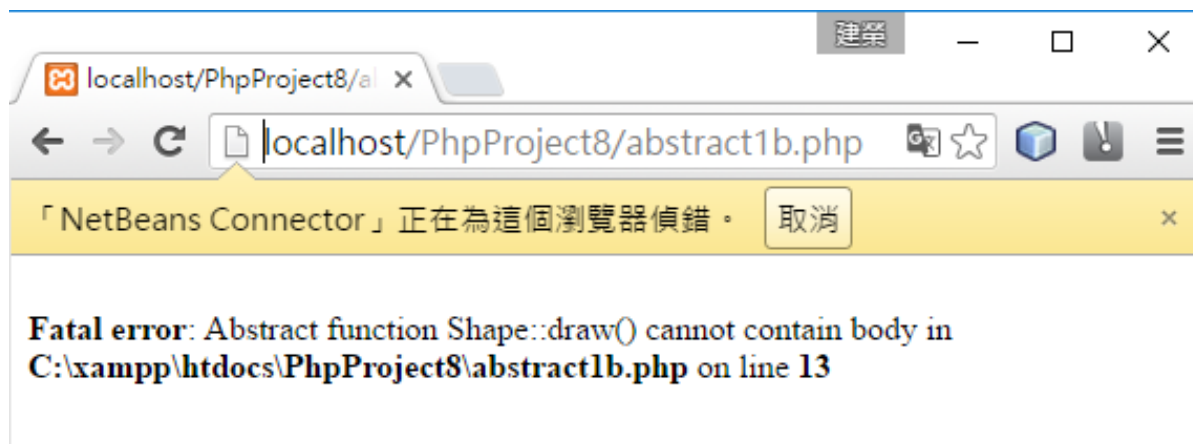 建榮
localhost/PhpProject8/a
localhost/PhpProject8/abstract1b.php
「NetBeans Connector」正在為這個瀏覽器偵錯。 取消
Fatal error: Abstract function Shape::draw() cannot contain body in
C:\xampp\htdocs\PhpProject8\abstract1b.php on line 13